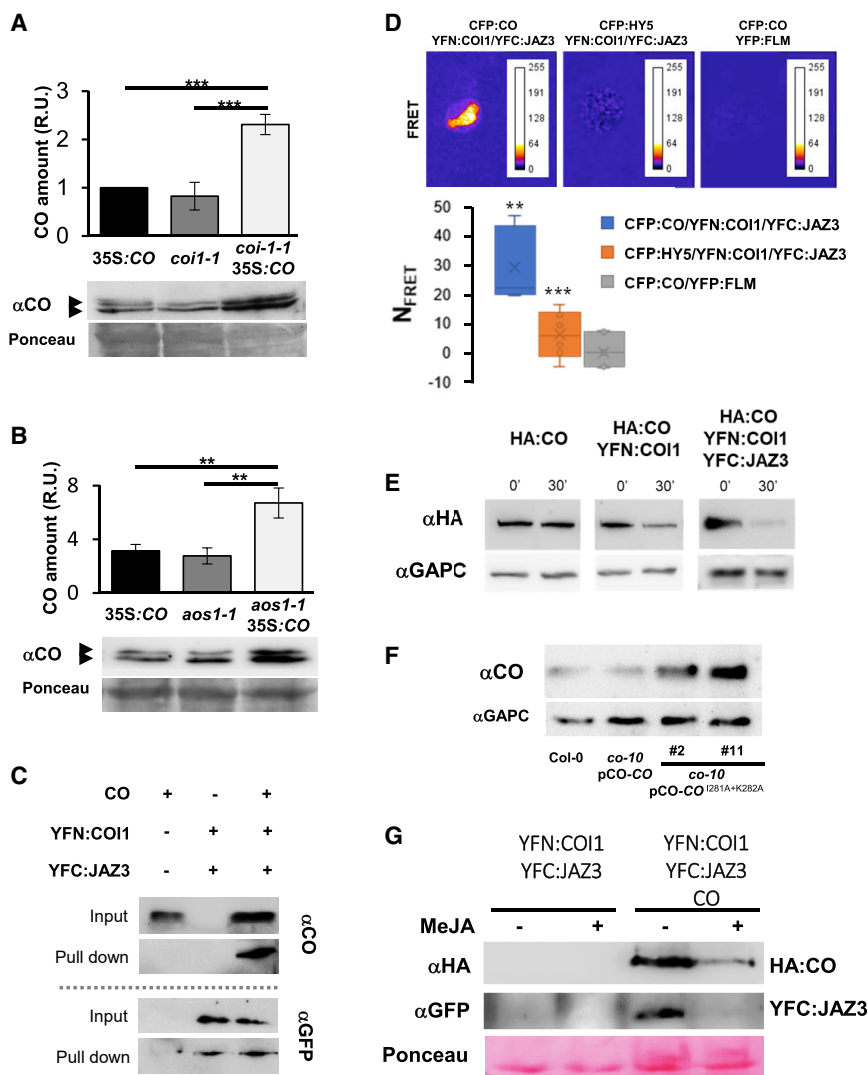 A
***
***
CO amount (R.U.)
3
2
1
0
35S:CO
coi1-1
coi-1-1
35S:CO
αCO
Ponceau
B
**
**
CO amount (R.U.)
8
4
0
35S:CO
aos1-1
aos1-1
35S:CO
αCO
Ponceau
C
CO + - +
YFN:COI1 - + +
YFC:JAZ3 - + +
Input
Pull down
αCO
Input
Pull down
αGFP
D
CFP:CO
YFN:COI1/YFC:JAZ3
CFP:HY5
YFN:COI1/YFC:JAZ3
CFP:CO
YFP:FLM
FRET
255
191
128
64
0
255
191
128
64
0
255
191
128
64
0
NFRET
50
40
30
20
10
0
-10
**
***
CFP:CO/YFN:COI1/YFC:JAZ3
CFP:HY5/YFN:COI1/YFC:JAZ3
CFP:CO/YFP:FLM
E
HA:CO
HA:CO
YFN:COI1
HA:CO
YFN:COI1
YFC:JAZ3
0' 30' 0' 30' 0' 30'
αHA
αGAPC
F
αCO
αGAPC
Col-0
co-10
pCO-CO
#2 #11
co-10
pCO-CO I281A+K282A
G
YFN:COI1
YFC:JAZ3
YFN:COI1
YFC:JAZ3
CO
MeJA - + - +
αHA
HA:CO
αGFP
YFC:JAZ3
Ponceau